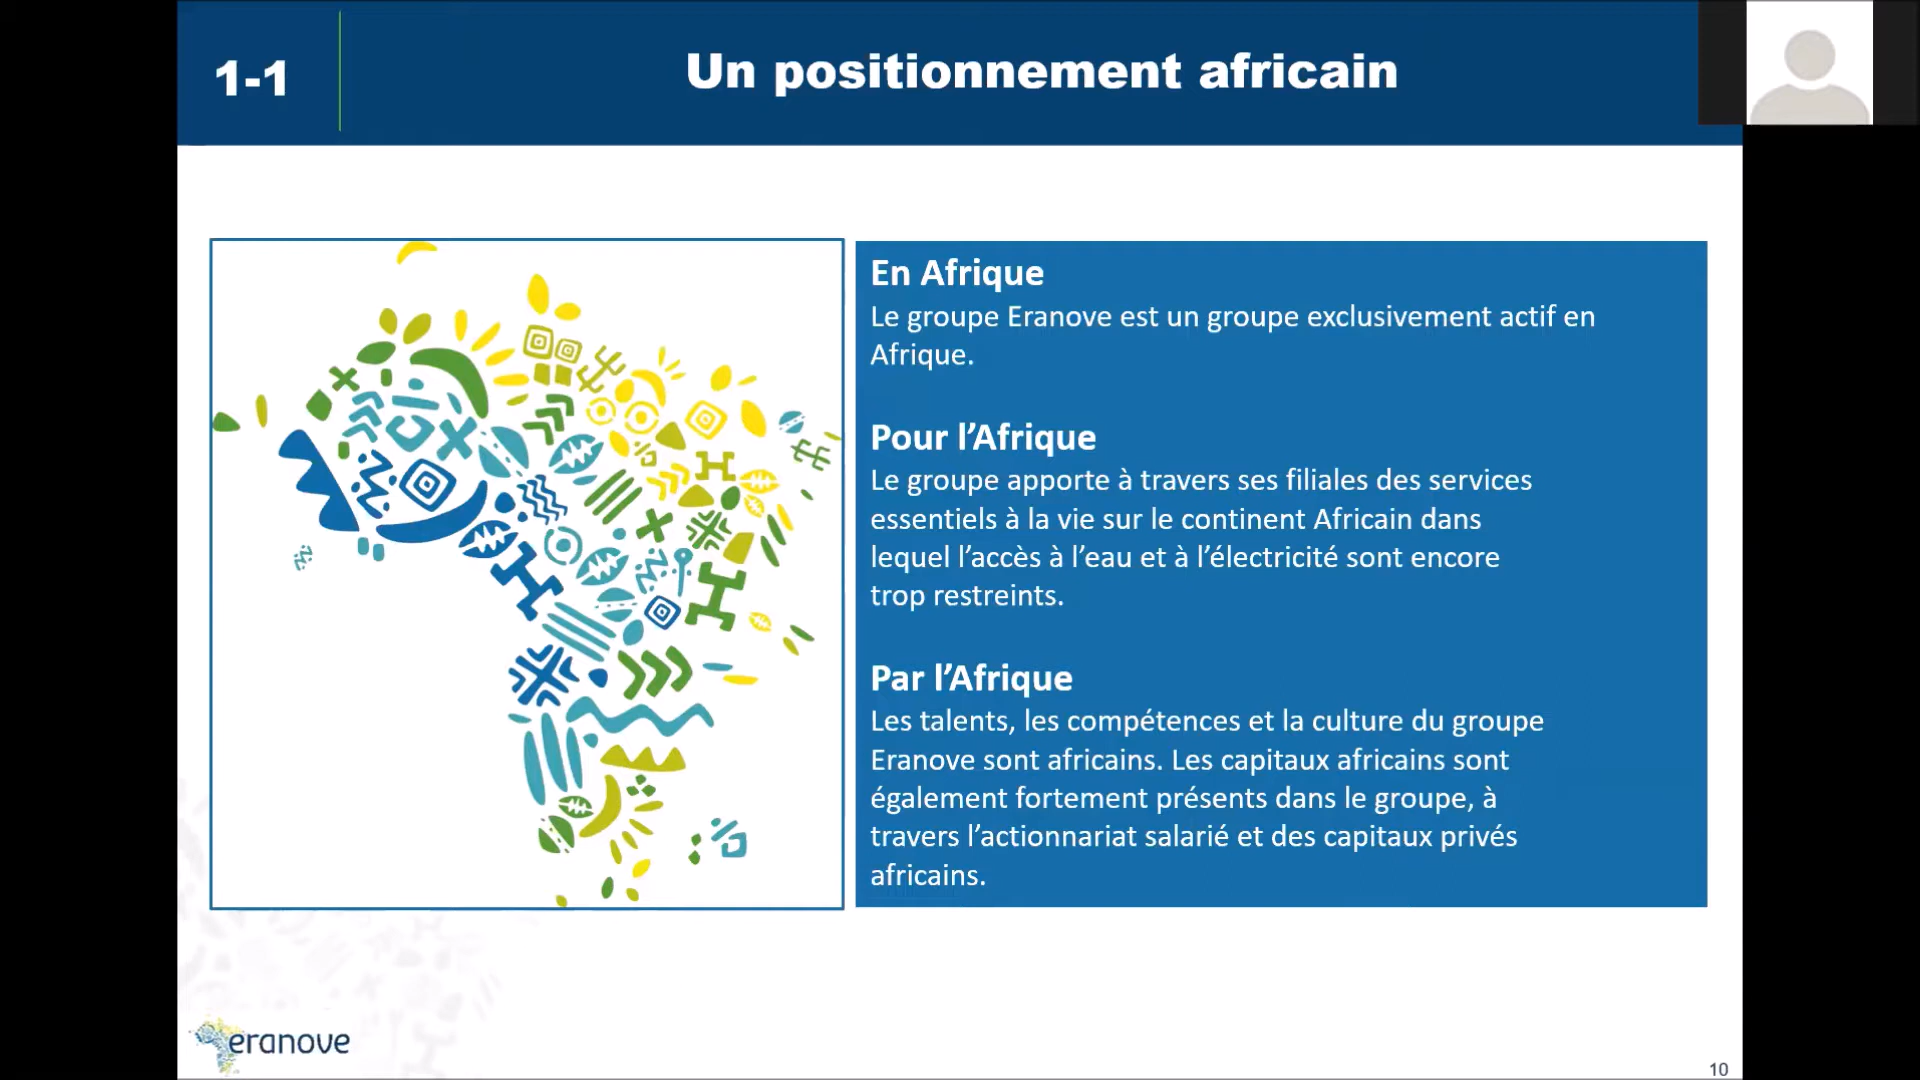 1-1
Un positionnement africain
En Afrique
Le groupe Eranove est un groupe exclusivement actif en
Afrique.
Pour l’Afrique
Le groupe apporte à travers ses filiales des services
essentiels à la vie sur le continent Africain dans
lequel l’accès à l’eau et à l’électricité sont encore
trop restreints.
Par l’Afrique
Les talents, les compétences et la culture du groupe
Eranove sont africains. Les capitaux africains sont
également fortement présents dans le groupe, à
travers l’actionnariat salarié et des capitaux privés
africains.
eranove
10